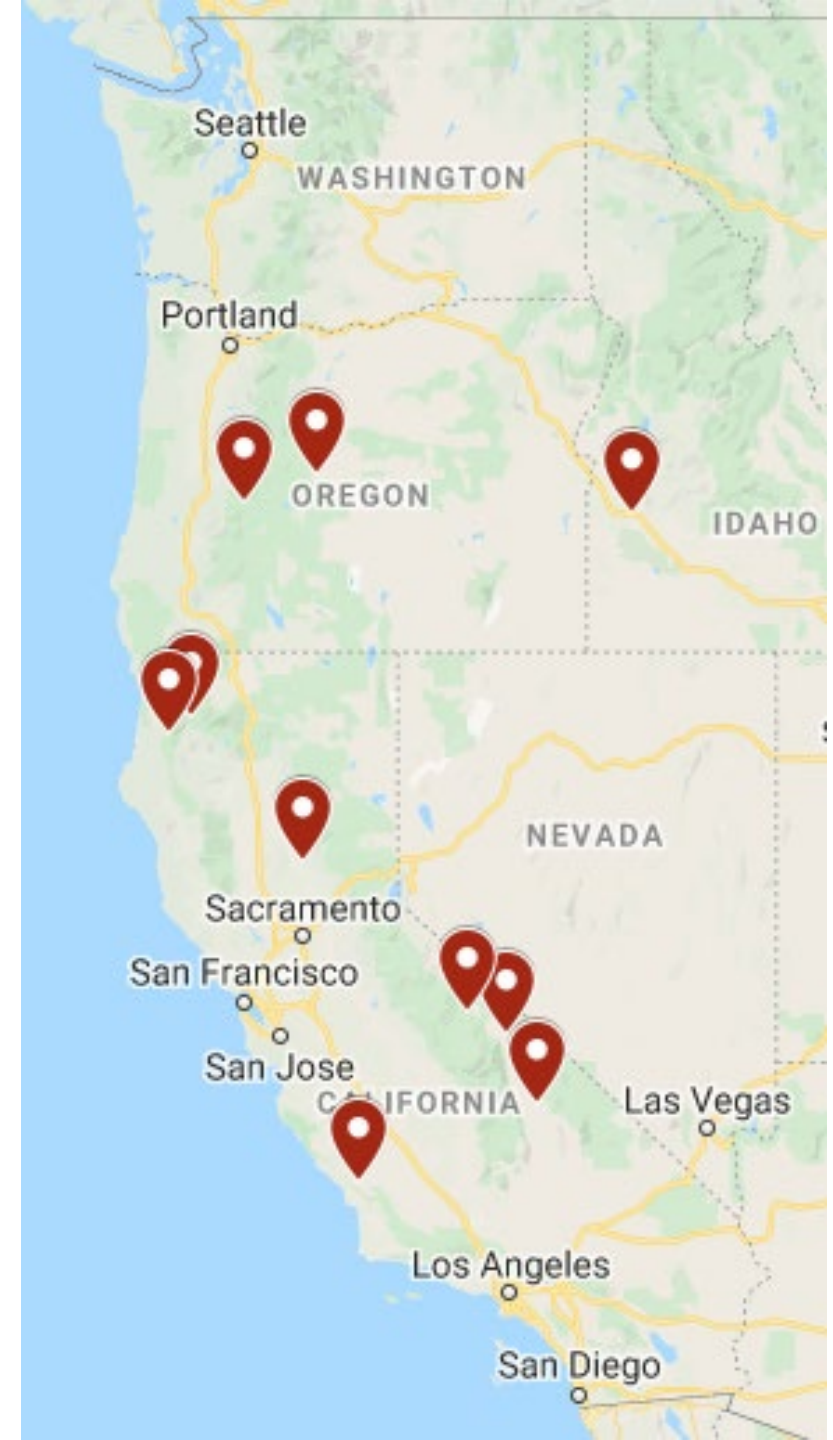 Seattle
WASHINGTON
Portland
OREGON
IDAHO
NEVADA
Sacramento
San Francisco
San Jose
CALIFORNIA
Las Vegas
Los Angeles
San Diego